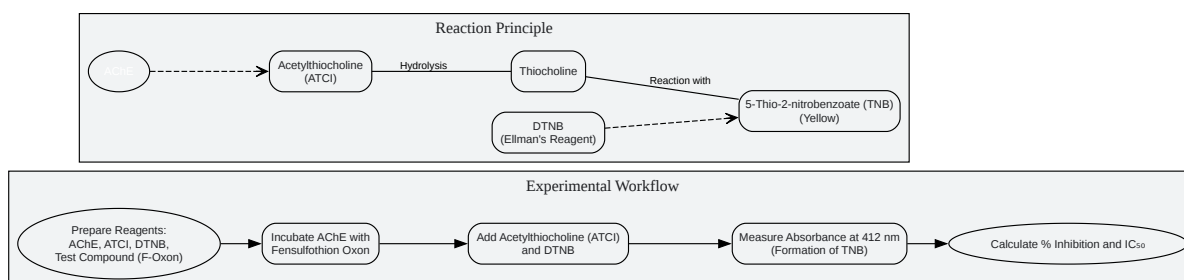 Reaction Principle
AChE
Acetylthiocholine
(ATCI)
Hydrolysis
Thiocholine
Reaction with
5-Thio-2-nitrobenzoate (TNB)
(Yellow)
DTNB
(Ellman's Reagent)
Experimental Workflow
Prepare Reagents:
AChE, ATCI, DTNB,
Test Compound (F-Oxon)
Incubate AChE with
Fensulfothion Oxon
Add Acetylthiocholine (ATCI)
and DTNB
Measure Absorbance at 412 nm
(Formation of TNB)
Calculate % Inhibition and IC₅₀